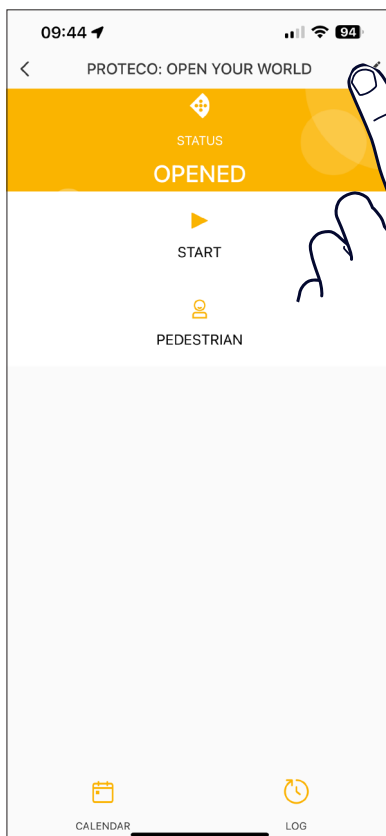 09:44
94
PROTECO: OPEN YOUR WORLD
STATUS
OPENED
START
PEDESTRIAN
CALENDAR
LOG